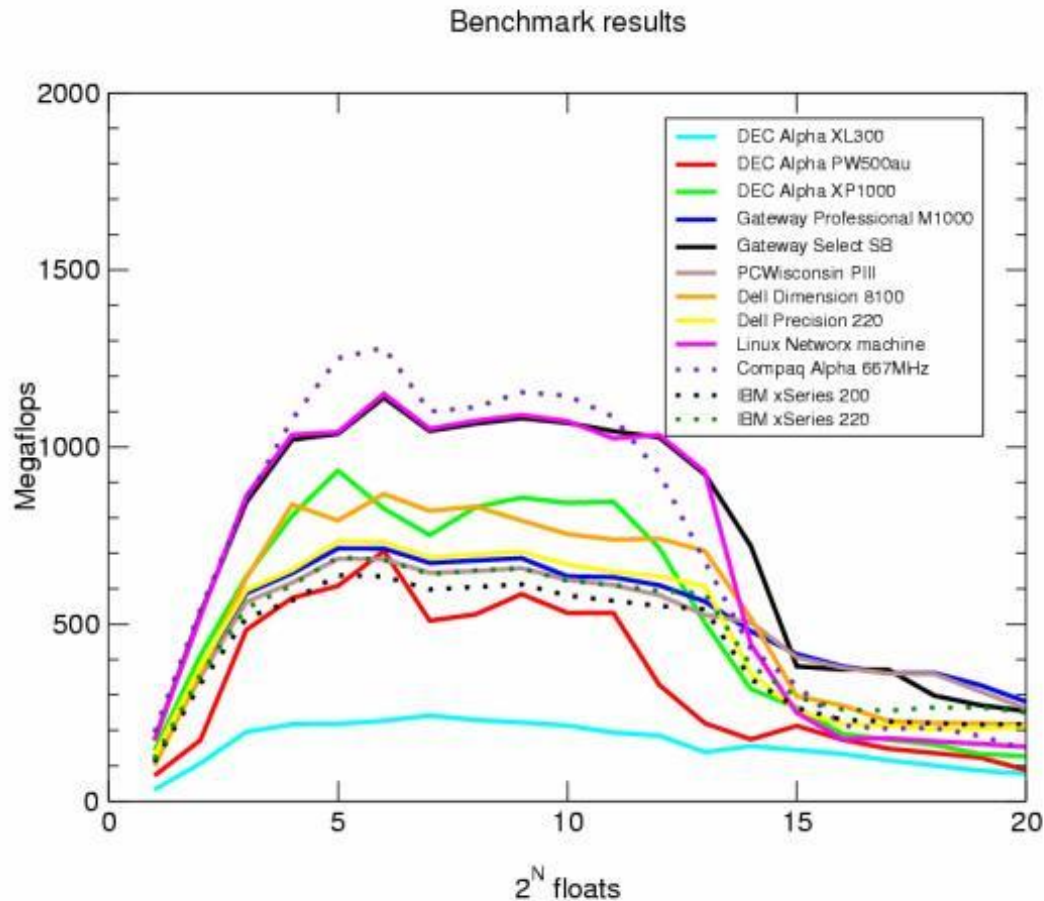 Benchmark results
2000
1500
1000
500
0
Megaflops
DEC Alpha XL300
DEC Alpha PW500au
DEC Alpha XP1000
Gateway Professional M1000
Gateway Select SB
PCWisconsin PIII
Dell Dimension 8100
Dell Precision 220
Linux Networx machine
Compaq Alpha 667MHz
IBM xSeries 200
IBM xSeries 220
0 5 10 15 20
2^N floats